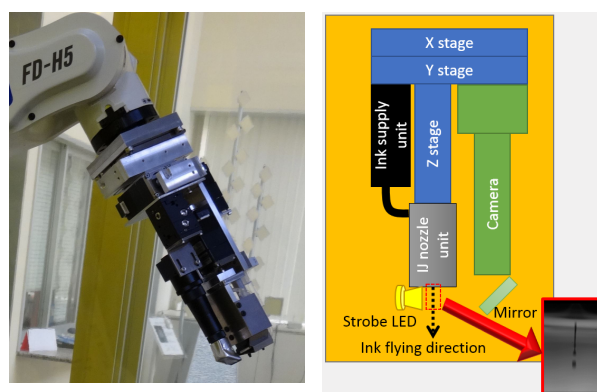 FD-H5
X stage
Y stage
Ink supply
unit
Z stage
Camera
IJ nozzle
unit
Strobe LED
Mirror
Ink flying direction